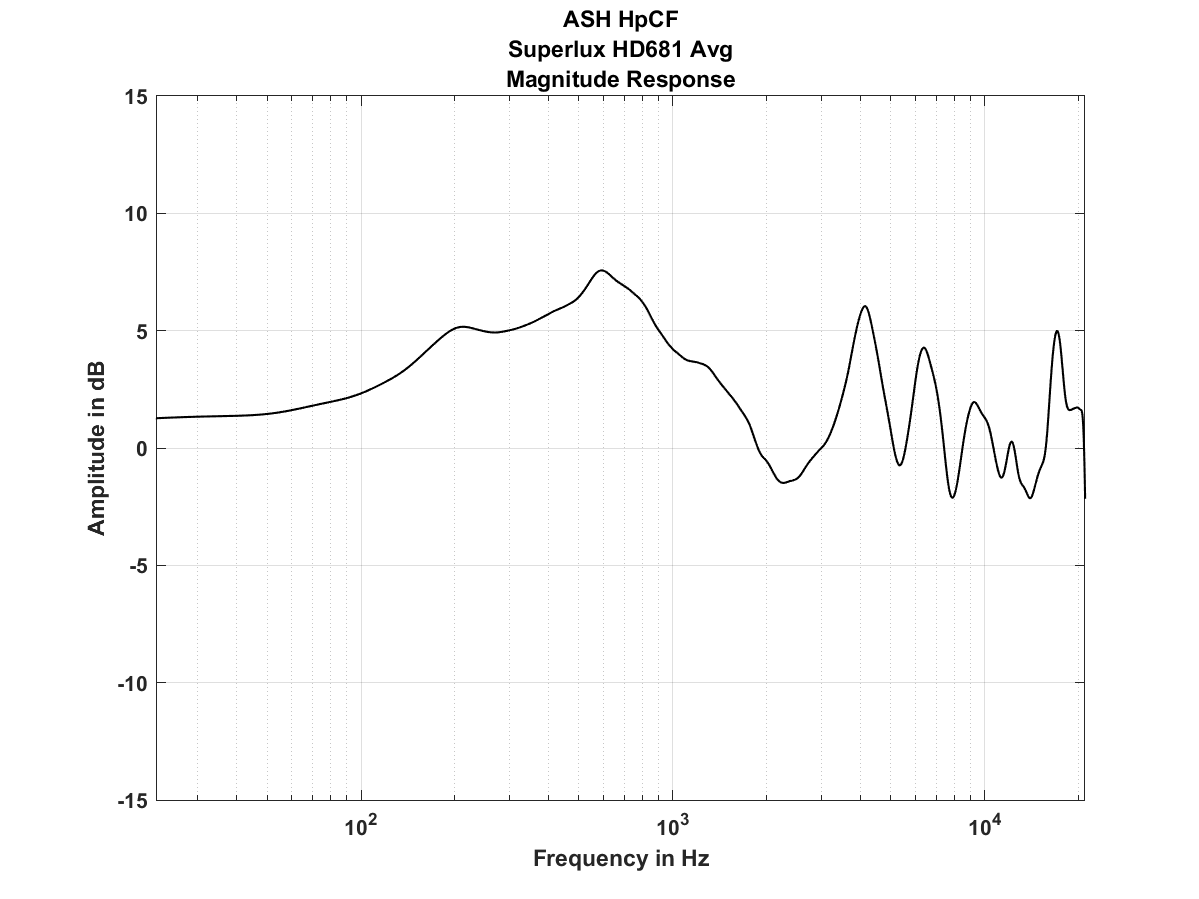 ASH HpCF
Superlux HD681 Avg
Magnitude Response
15
10
5
0
-5
-10
-15
Amplitude in dB
10²
10³
10⁴
Frequency in Hz